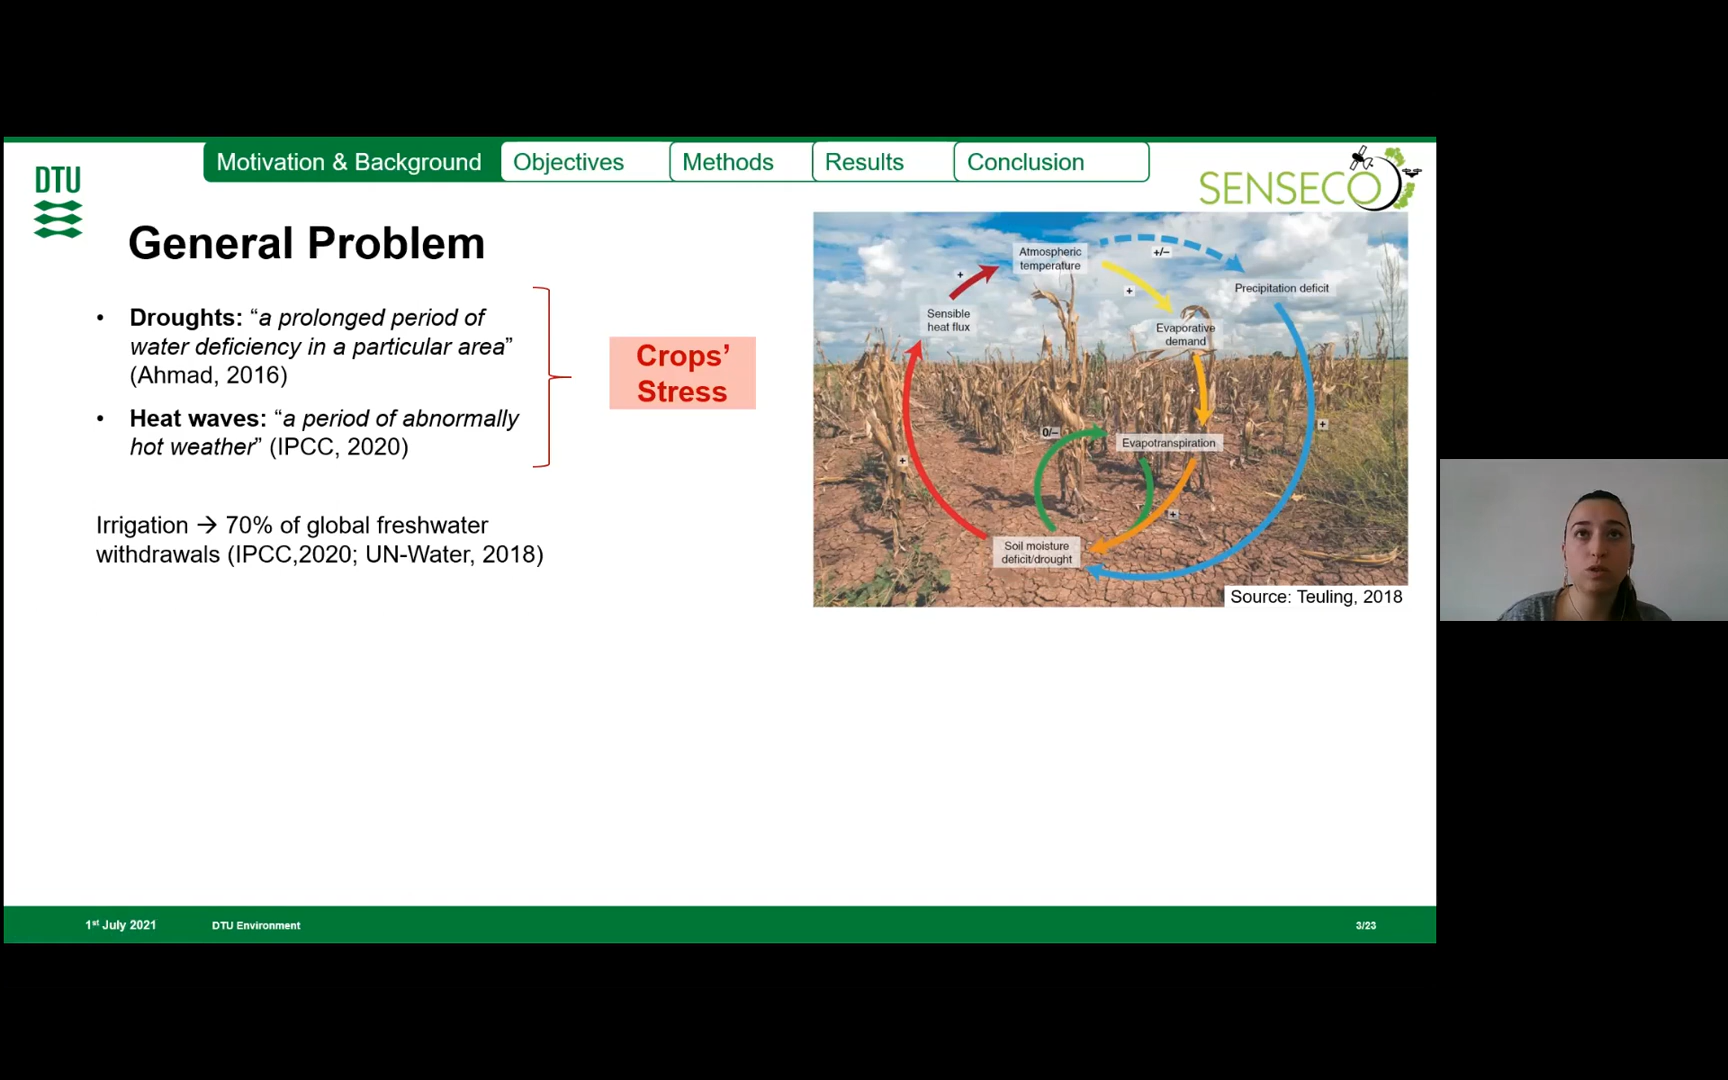 DTU
Motivation & Background
Objectives
Methods
Results
Conclusion
SENSECO
General Problem
• Droughts: “a prolonged period of
water deficiency in a particular area”
(Ahmad, 2016)
• Heat waves: “a period of abnormally
hot weather” (IPCC, 2020)
Crops’
Stress
Irrigation → 70% of global freshwater
withdrawals (IPCC,2020; UN-Water, 2018)
Atmospheric
temperature
+/–
Precipitation deficit
+
+
Sensible
heat flux
Evaporative
demand
+
+
0/–
Evapotranspiration
+
+
Soil moisture
deficit/drought
Source: Teuling, 2018
1st July 2021
DTU Environment
3/23